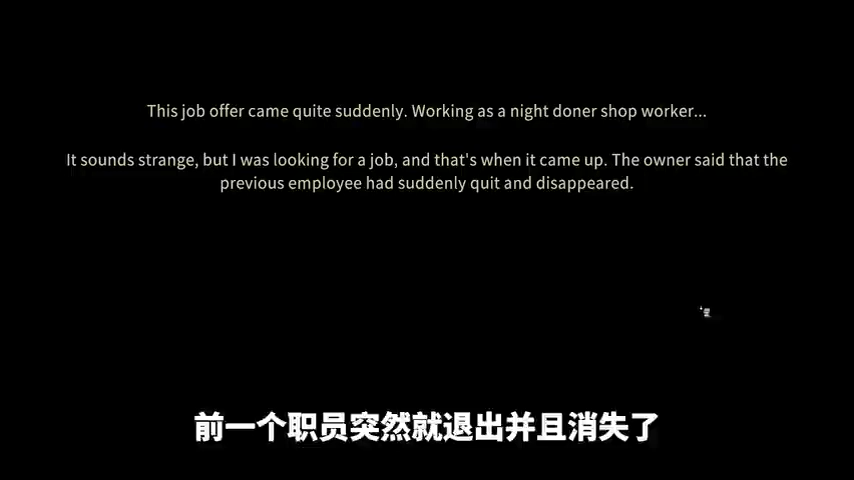 This job offer came quite suddenly. Working as a night doner shop worker...
It sounds strange, but I was looking for a job, and that's when it came up. The owner said that the
previous employee had suddenly quit and disappeared.
前一个职员突然就退出并且消失了